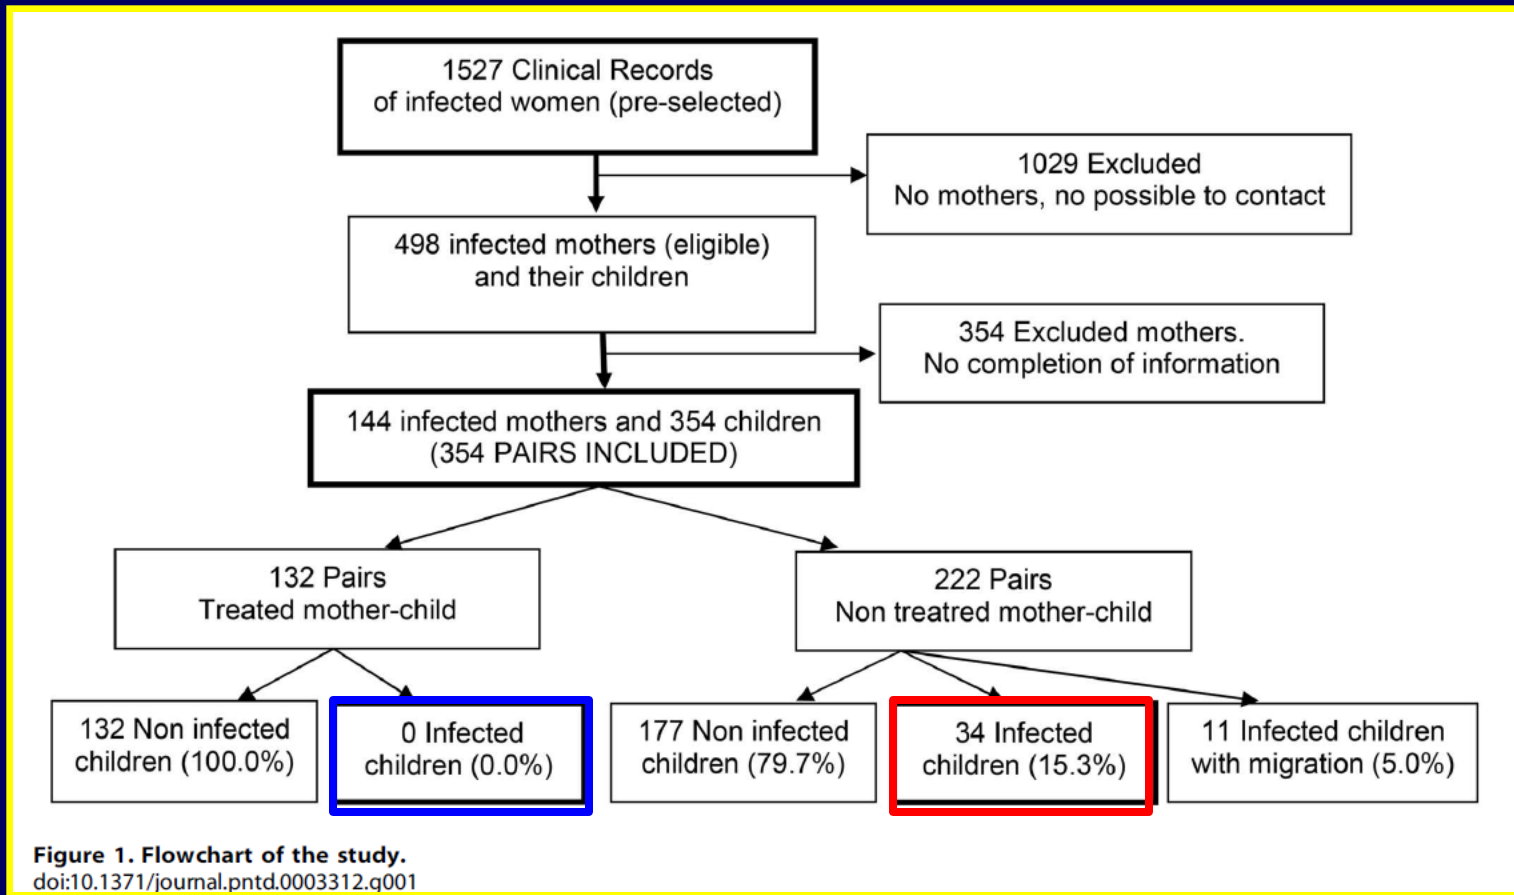 1527 Clinical Records
of infected women (pre-selected)
1029 Excluded
No mothers, no possible to contact
498 infected mothers (eligible)
and their children
354 Excluded mothers.
No completion of information
144 infected mothers and 354 children
(354 PAIRS INCLUDED)
132 Pairs
Treated mother-child
222 Pairs
Non treatred mother-child
132 Non infected
children (100.0%)
0 Infected
children (0.0%)
177 Non infected
children (79.7%)
34 Infected
children (15.3%)
11 Infected children
with migration (5.0%)
Figure 1. Flowchart of the study.
doi:10.1371/journal.pntd.0003312.g001